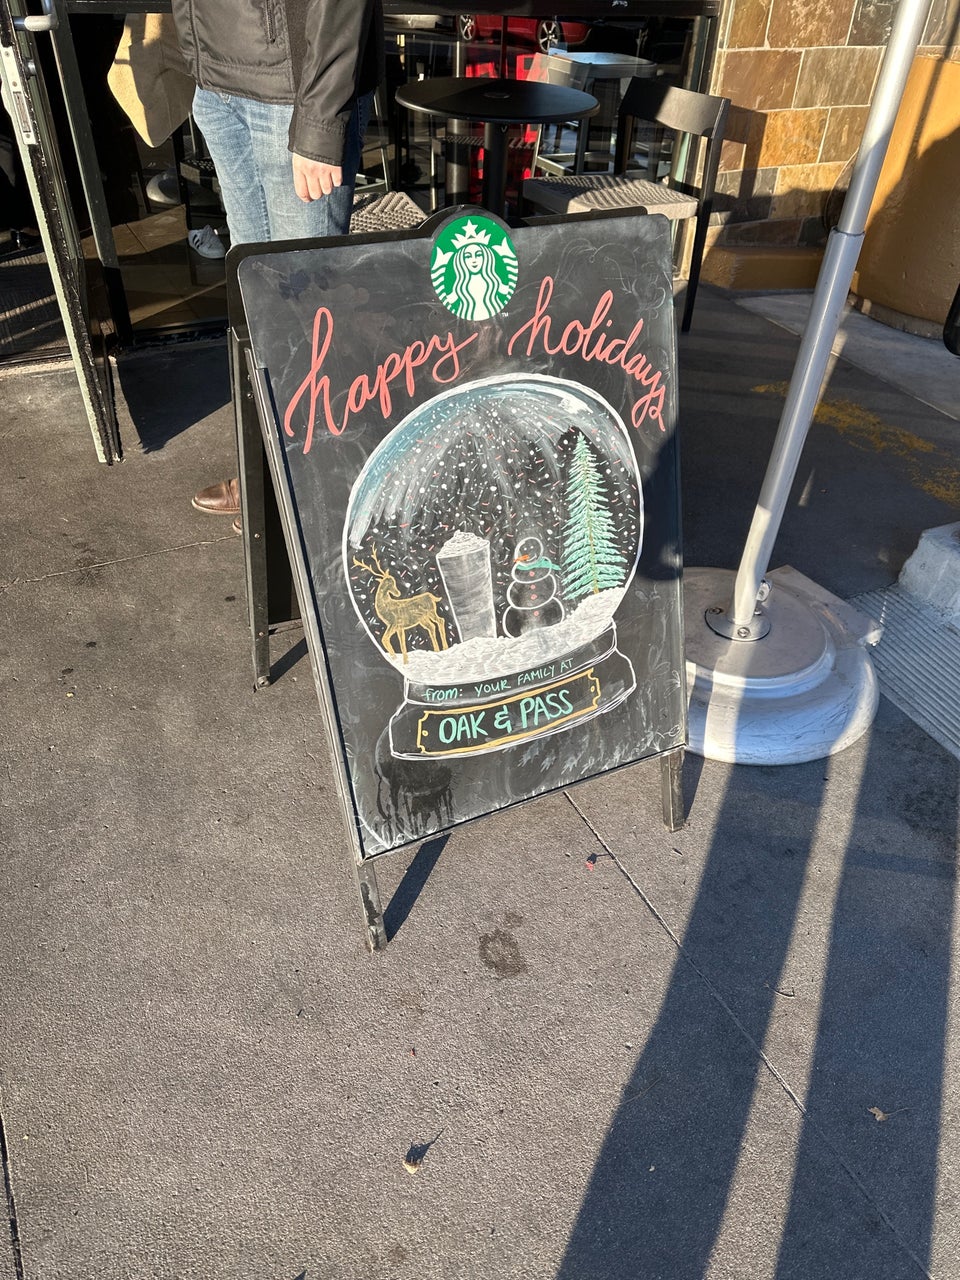 happy holidays
from: YOUR FAMILY AT
OAK & PASS